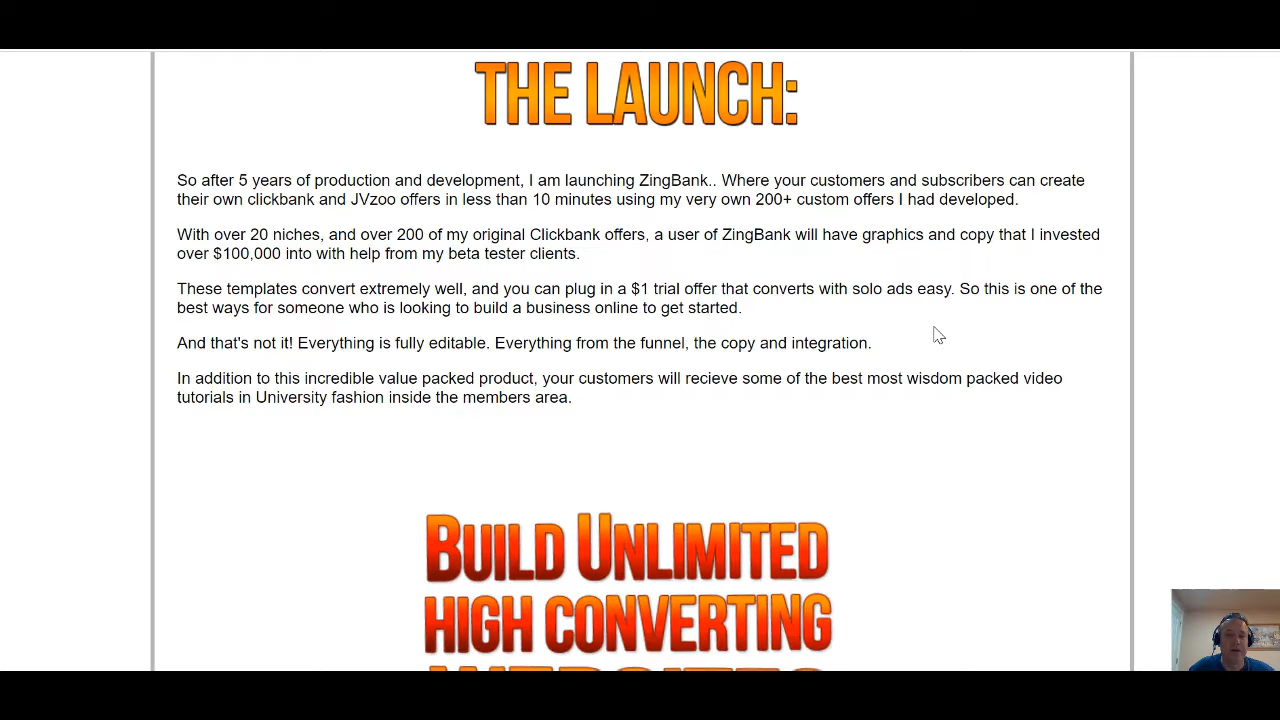 THE LAUNCH:
So after 5 years of production and development, I am launching ZingBank.. Where your customers and subscribers can create
their own clickbank and JVzoo offers in less than 10 minutes using my very own 200+ custom offers I had developed.
With over 20 niches, and over 200 of my original Clickbank offers, a user of ZingBank will have graphics and copy that I invested
over $100,000 into with help from my beta tester clients.
These templates convert extremely well, and you can plug in a $1 trial offer that converts with solo ads easy. So this is one of the
best ways for someone who is looking to build a business online to get started.
And that's not it! Everything is fully editable. Everything from the funnel, the copy and integration.
In addition to this incredible value packed product, your customers will recieve some of the best most wisdom packed video
tutorials in University fashion inside the members area.
BUILD UNLIMITED
HIGH CONVERTING